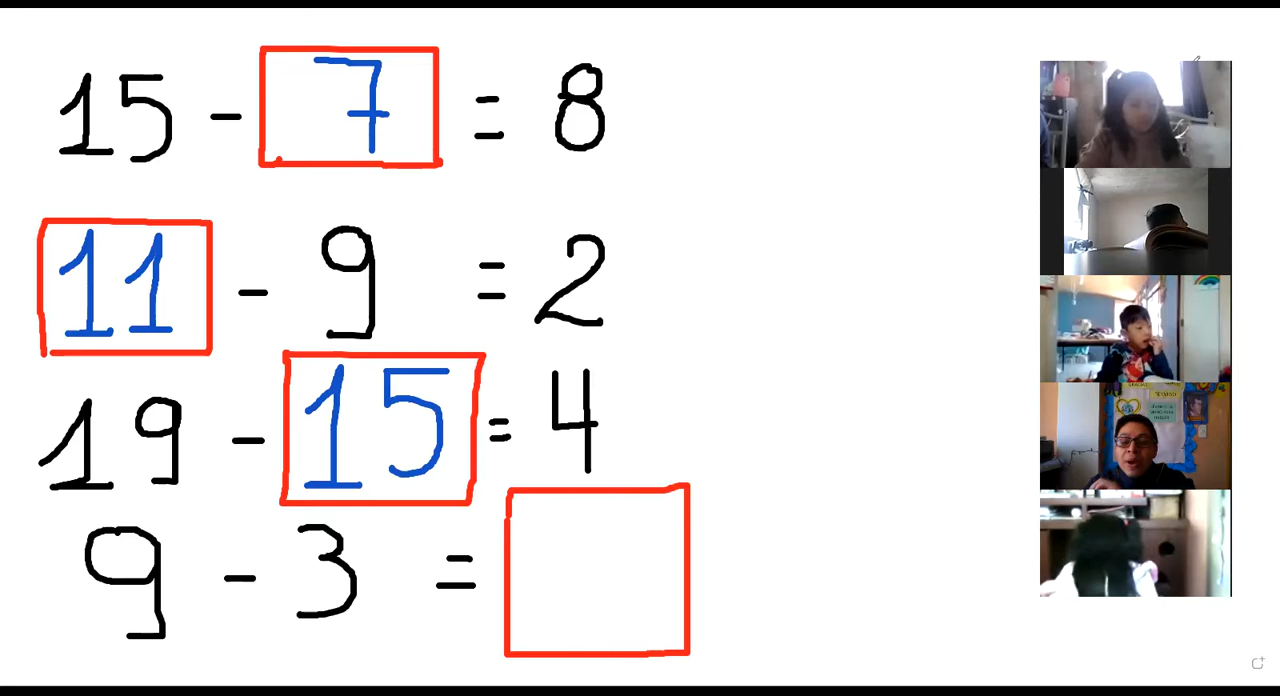 15 - 7 = 8
11 - 9 = 2
19 - 15 = 4
9 - 3 =